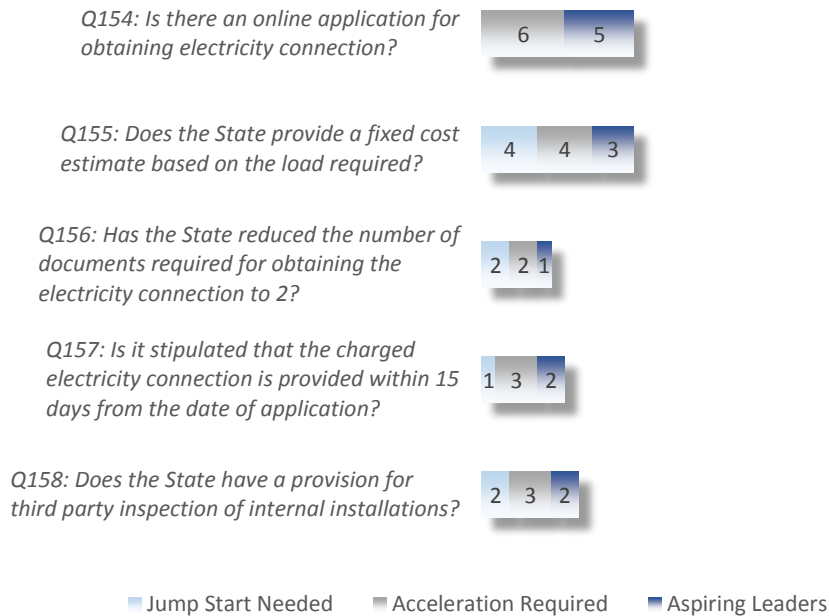 Q154: Is there an online application for
obtaining electricity connection?
6 5
Q155: Does the State provide a fixed cost
estimate based on the load required?
4 4 3
Q156: Has the State reduced the number of
documents required for obtaining the
electricity connection to 2?
2 2 1
Q157: Is it stipulated that the charged
electricity connection is provided within 15
days from the date of application?
1 3 2
Q158: Does the State have a provision for
third party inspection of internal installations?
2 3 2
Jump Start Needed Acceleration Required Aspiring Leaders